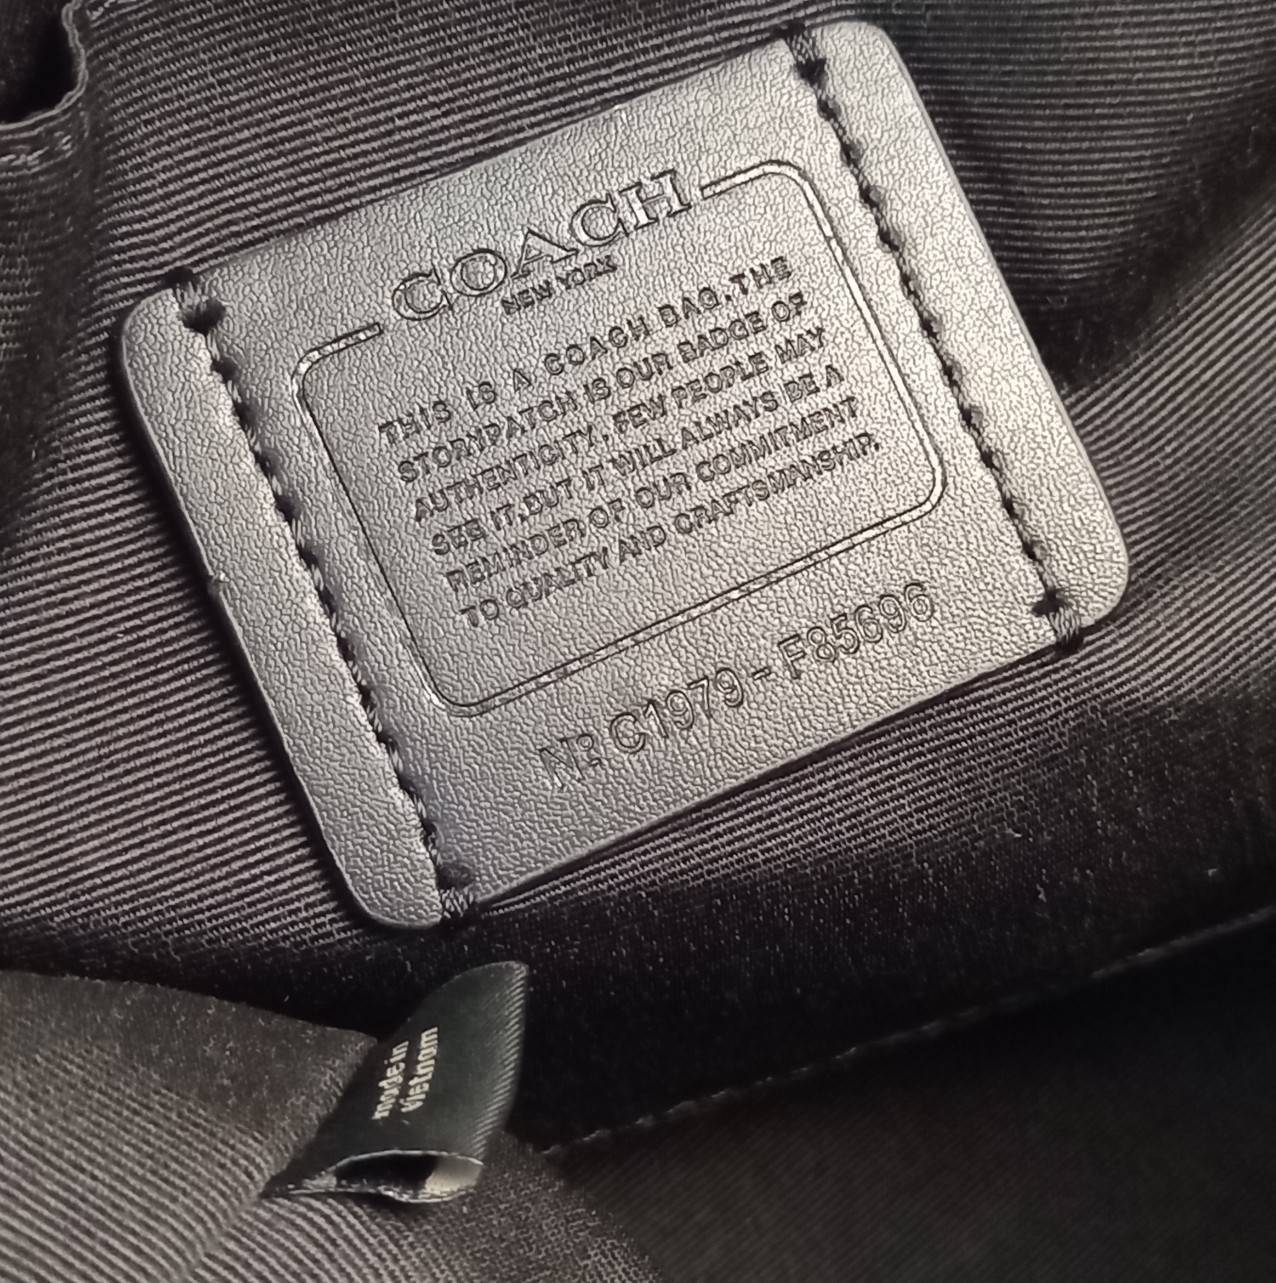 COACH
NEW YORK
THIS IS A COACH BAG. THE
STORYPATCH IS OUR BADGE OF
AUTHENTICITY. FEW PEOPLE MAY
SEE IT, BUT IT WILL ALWAYS BE A
REMINDER OF OUR COMMITMENT
TO QUALITY AND CRAFTSMANSHIP.
Nº C1979 - F85696
made in
vietnam